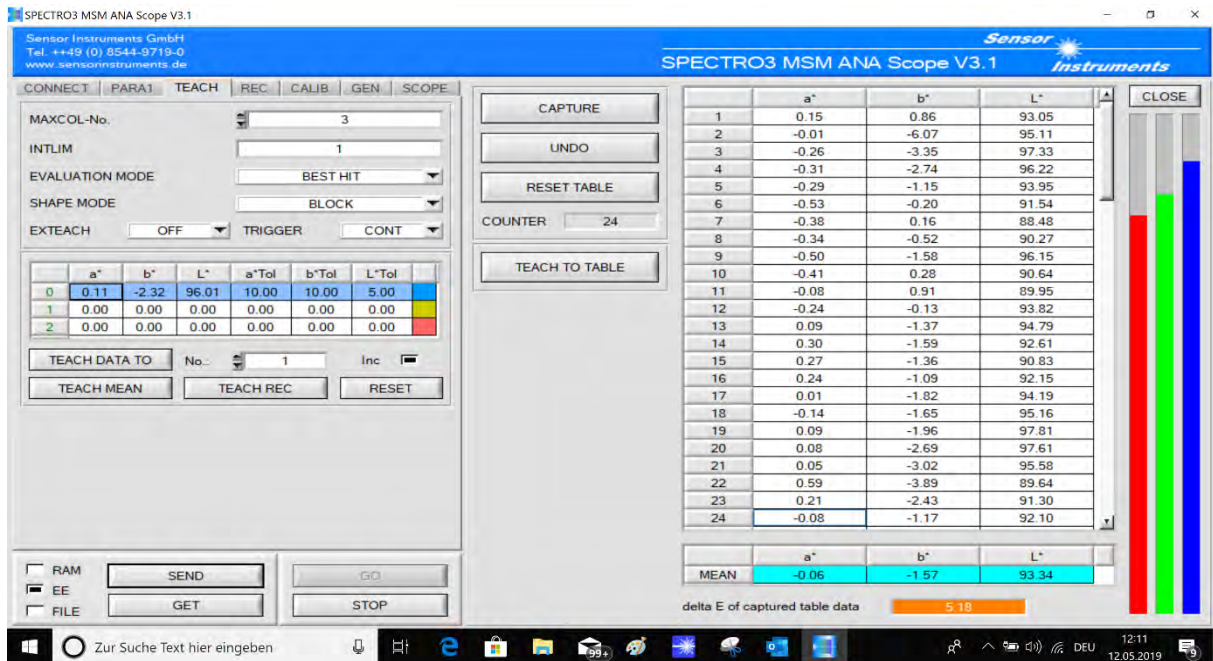 SPECTRO3 MSM ANA Scope V3.1
Sensor Instruments GmbH
Tel. ++49 (0) 8544-9719-0
www.sensorinstruments.de
Sensor
Instruments
SPECTRO3 MSM ANA Scope V3.1
CONNECT PARA1 TEACH REC CALIB GEN SCOPE
MAXCOL-No. 3
INTLIM 1
EVALUATION MODE BEST HIT
SHAPE MODE BLOCK
EXTEACH OFF TRIGGER CONT
a* b* L* a*Tol b*Tol L*Tol
0 0.11 -2.32 96.01 10.00 10.00 5.00
1 0.00 0.00 0.00 0.00 0.00 0.00
2 0.00 0.00 0.00 0.00 0.00 0.00
TEACH DATA TO No.: 1 Inc
TEACH MEAN TEACH REC RESET
RAM
EE
FILE
SEND GO
GET STOP
CAPTURE
UNDO
RESET TABLE
COUNTER 24
TEACH TO TABLE
a* b* L*
1 0.15 0.86 93.05
2 -0.01 -6.07 95.11
3 -0.26 -3.35 97.33
4 -0.31 -2.74 96.22
5 -0.29 -1.15 93.95
6 -0.53 -0.20 91.54
7 -0.38 0.16 88.48
8 -0.34 -0.52 90.27
9 -0.50 -1.58 96.15
10 -0.41 0.28 90.64
11 -0.08 0.91 89.95
12 -0.24 -0.13 93.82
13 0.09 -1.37 94.79
14 0.30 -1.59 92.61
15 0.27 -1.36 90.83
16 0.24 -1.09 92.15
17 0.01 -1.82 94.19
18 -0.14 -1.65 95.16
19 0.09 -1.96 97.81
20 0.08 -2.69 97.61
21 0.05 -3.02 95.58
22 0.59 -3.89 89.64
23 0.21 -2.43 91.30
24 -0.08 -1.17 92.10
a* b* L*
MEAN -0.06 -1.57 93.34
delta E of captured table data 5.18
CLOSE
Zur Suche Text hier eingeben
99+
DEU
12:11
12.05.2019
9